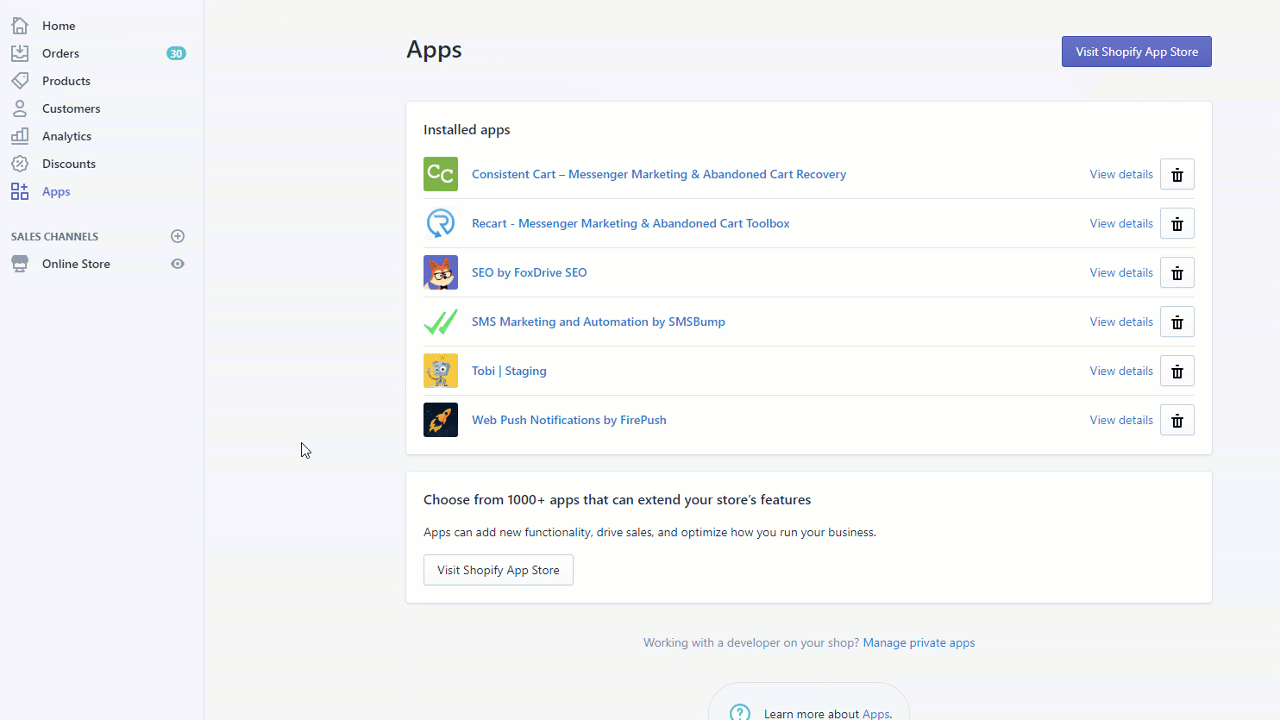 Home
Orders 30
Products
Customers
Analytics
Discounts
Apps
SALES CHANNELS
Online Store
Apps
Visit Shopify App Store
Installed apps
CC Consistent Cart – Messenger Marketing & Abandoned Cart Recovery View details
Recart - Messenger Marketing & Abandoned Cart Toolbox View details
SEO by FoxDrive SEO View details
SMS Marketing and Automation by SMSBump View details
Tobi | Staging View details
Web Push Notifications by FirePush View details
Choose from 1000+ apps that can extend your store's features
Apps can add new functionality, drive sales, and optimize how you run your business.
Visit Shopify App Store
Working with a developer on your shop? Manage private apps
? Learn more about Apps.